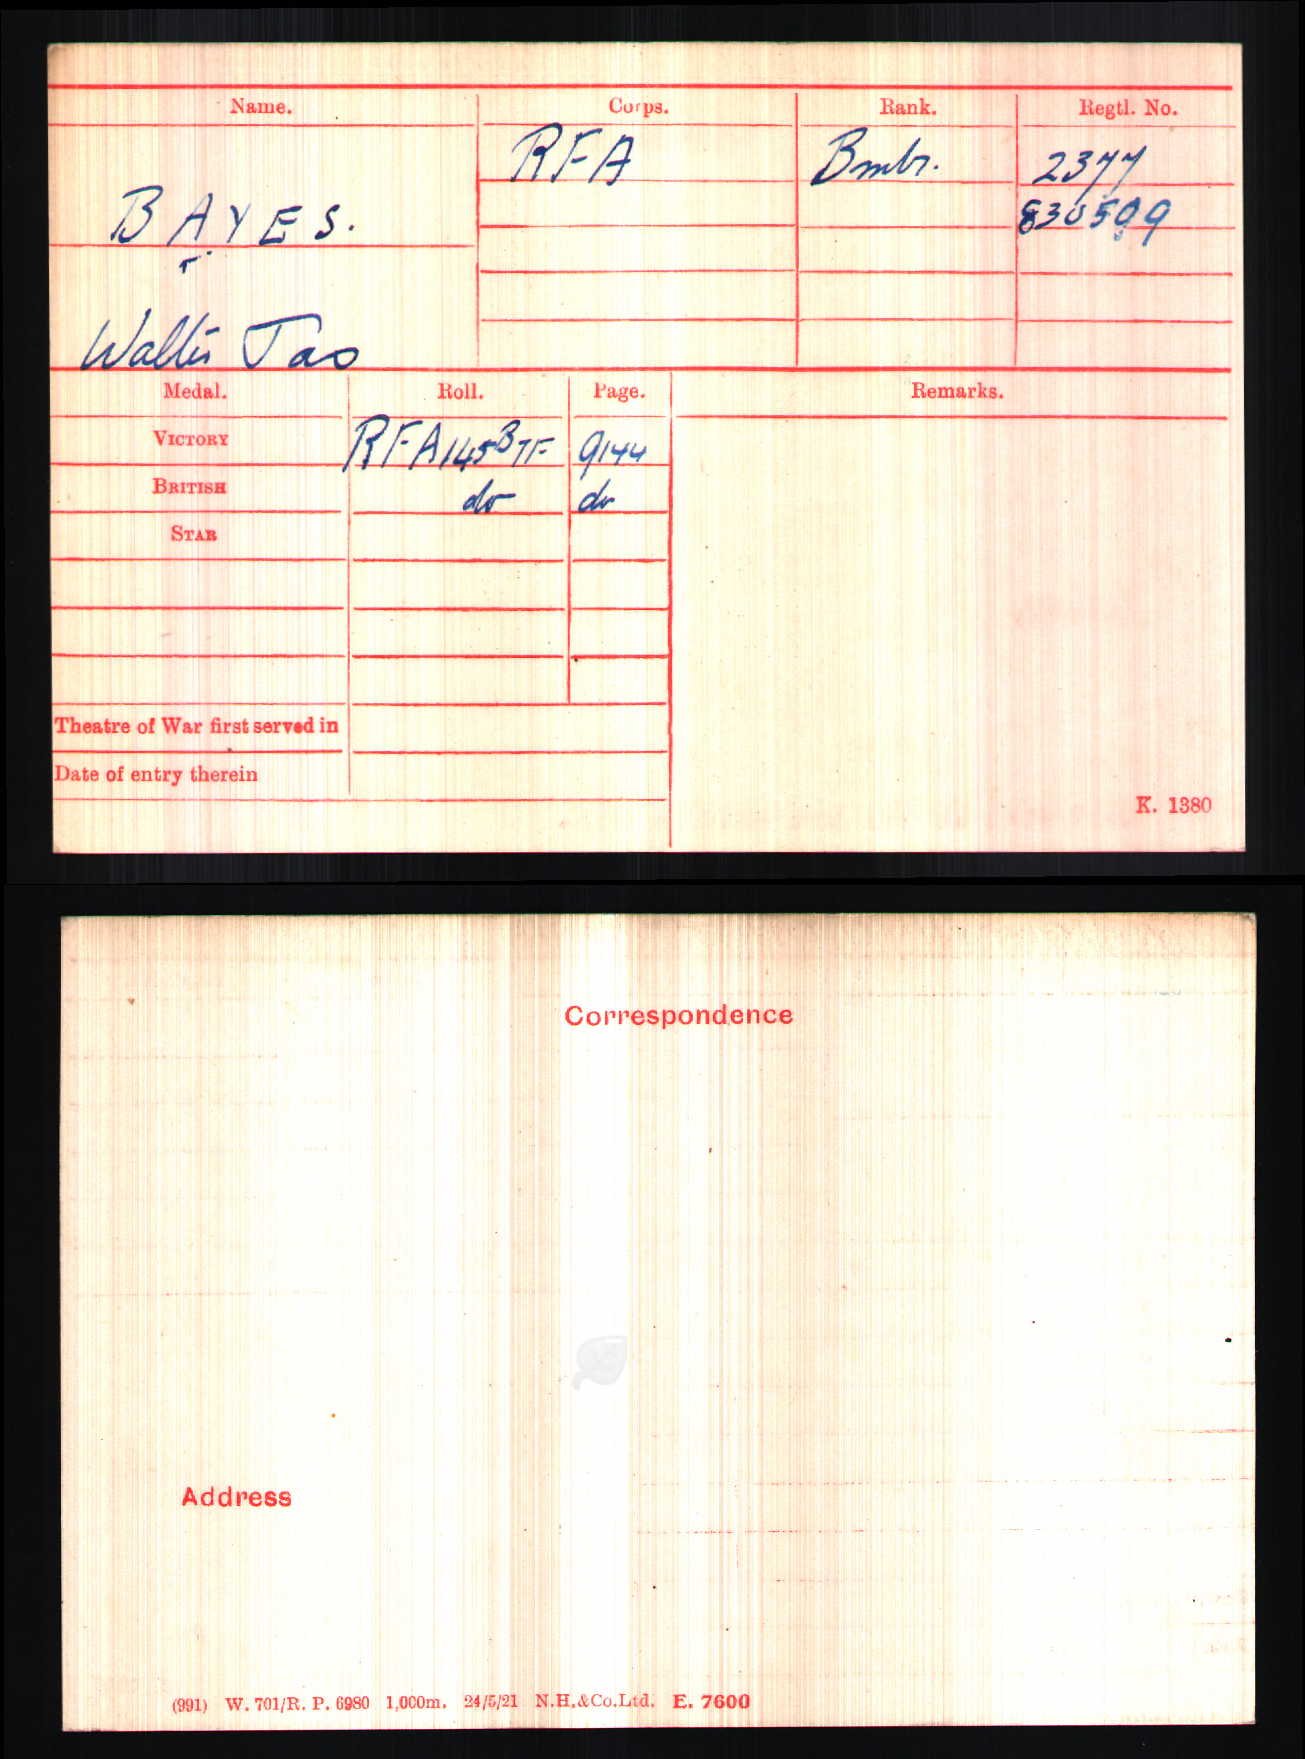 Name. Corps. Rank. Regtl. No.
RFA Bmbr. 2377
BAYES. 830509
Walter Jas
Medal. Roll. Page. Remarks.
VICTORY RFA145B TF 9144
BRITISH do do
STAR
Theatre of War first served in
Date of entry therein
K. 1380
Correspondence
Address
(991) W. 701/R. P. 6980 1,000m. 24/5/21 N.H.&Co.Ltd. E. 7600